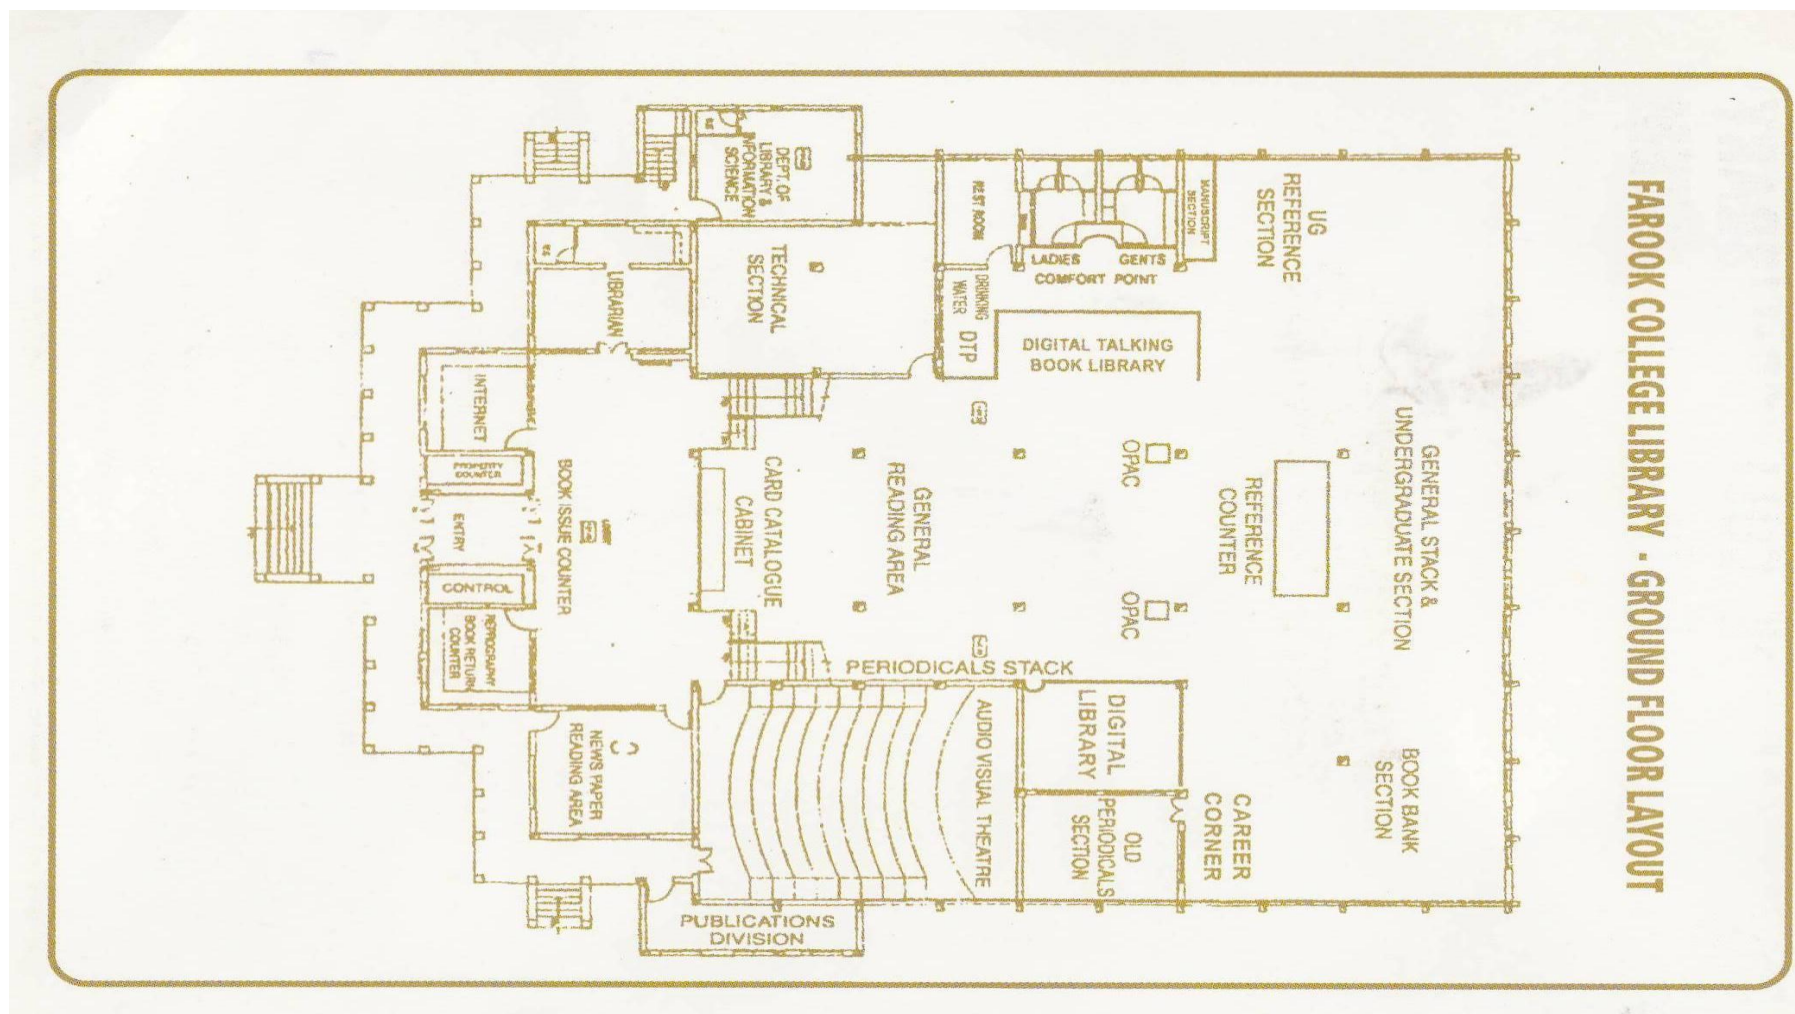 FAROOK COLLEGE LIBRARY - GROUND FLOOR LAYOUT
DEPT. OF
LIBRARY &
INFORMATION
SCIENCE
TECHNICAL
SECTION
LIBRARIAN
REST ROOM
LADIES
GENTS
COMFORT POINT
MANUSCRIPT
SECTION
UG
REFERENCE
SECTION
DRINKING
WATER
DTP
DIGITAL TALKING
BOOK LIBRARY
INTERNET
PROPERTY
COUNTER
ENTRY
CONTROL
REPROGRAPHY
BOOK RETURN
COUNTER
LOBBY
BOOK ISSUE COUNTER
CARD CATALOGUE
CABINET
GENERAL
READING AREA
OPAC
OPAC
REFERENCE
COUNTER
GENERAL STACK &
UNDERGRADUATE SECTION
PERIODICALS STACK
NEWS PAPER
READING AREA
AUDIO VISUAL THEATRE
DIGITAL
LIBRARY
OLD
PERIODICALS
SECTION
CAREER
CORNER
BOOK BANK
SECTION
PUBLICATIONS
DIVISION